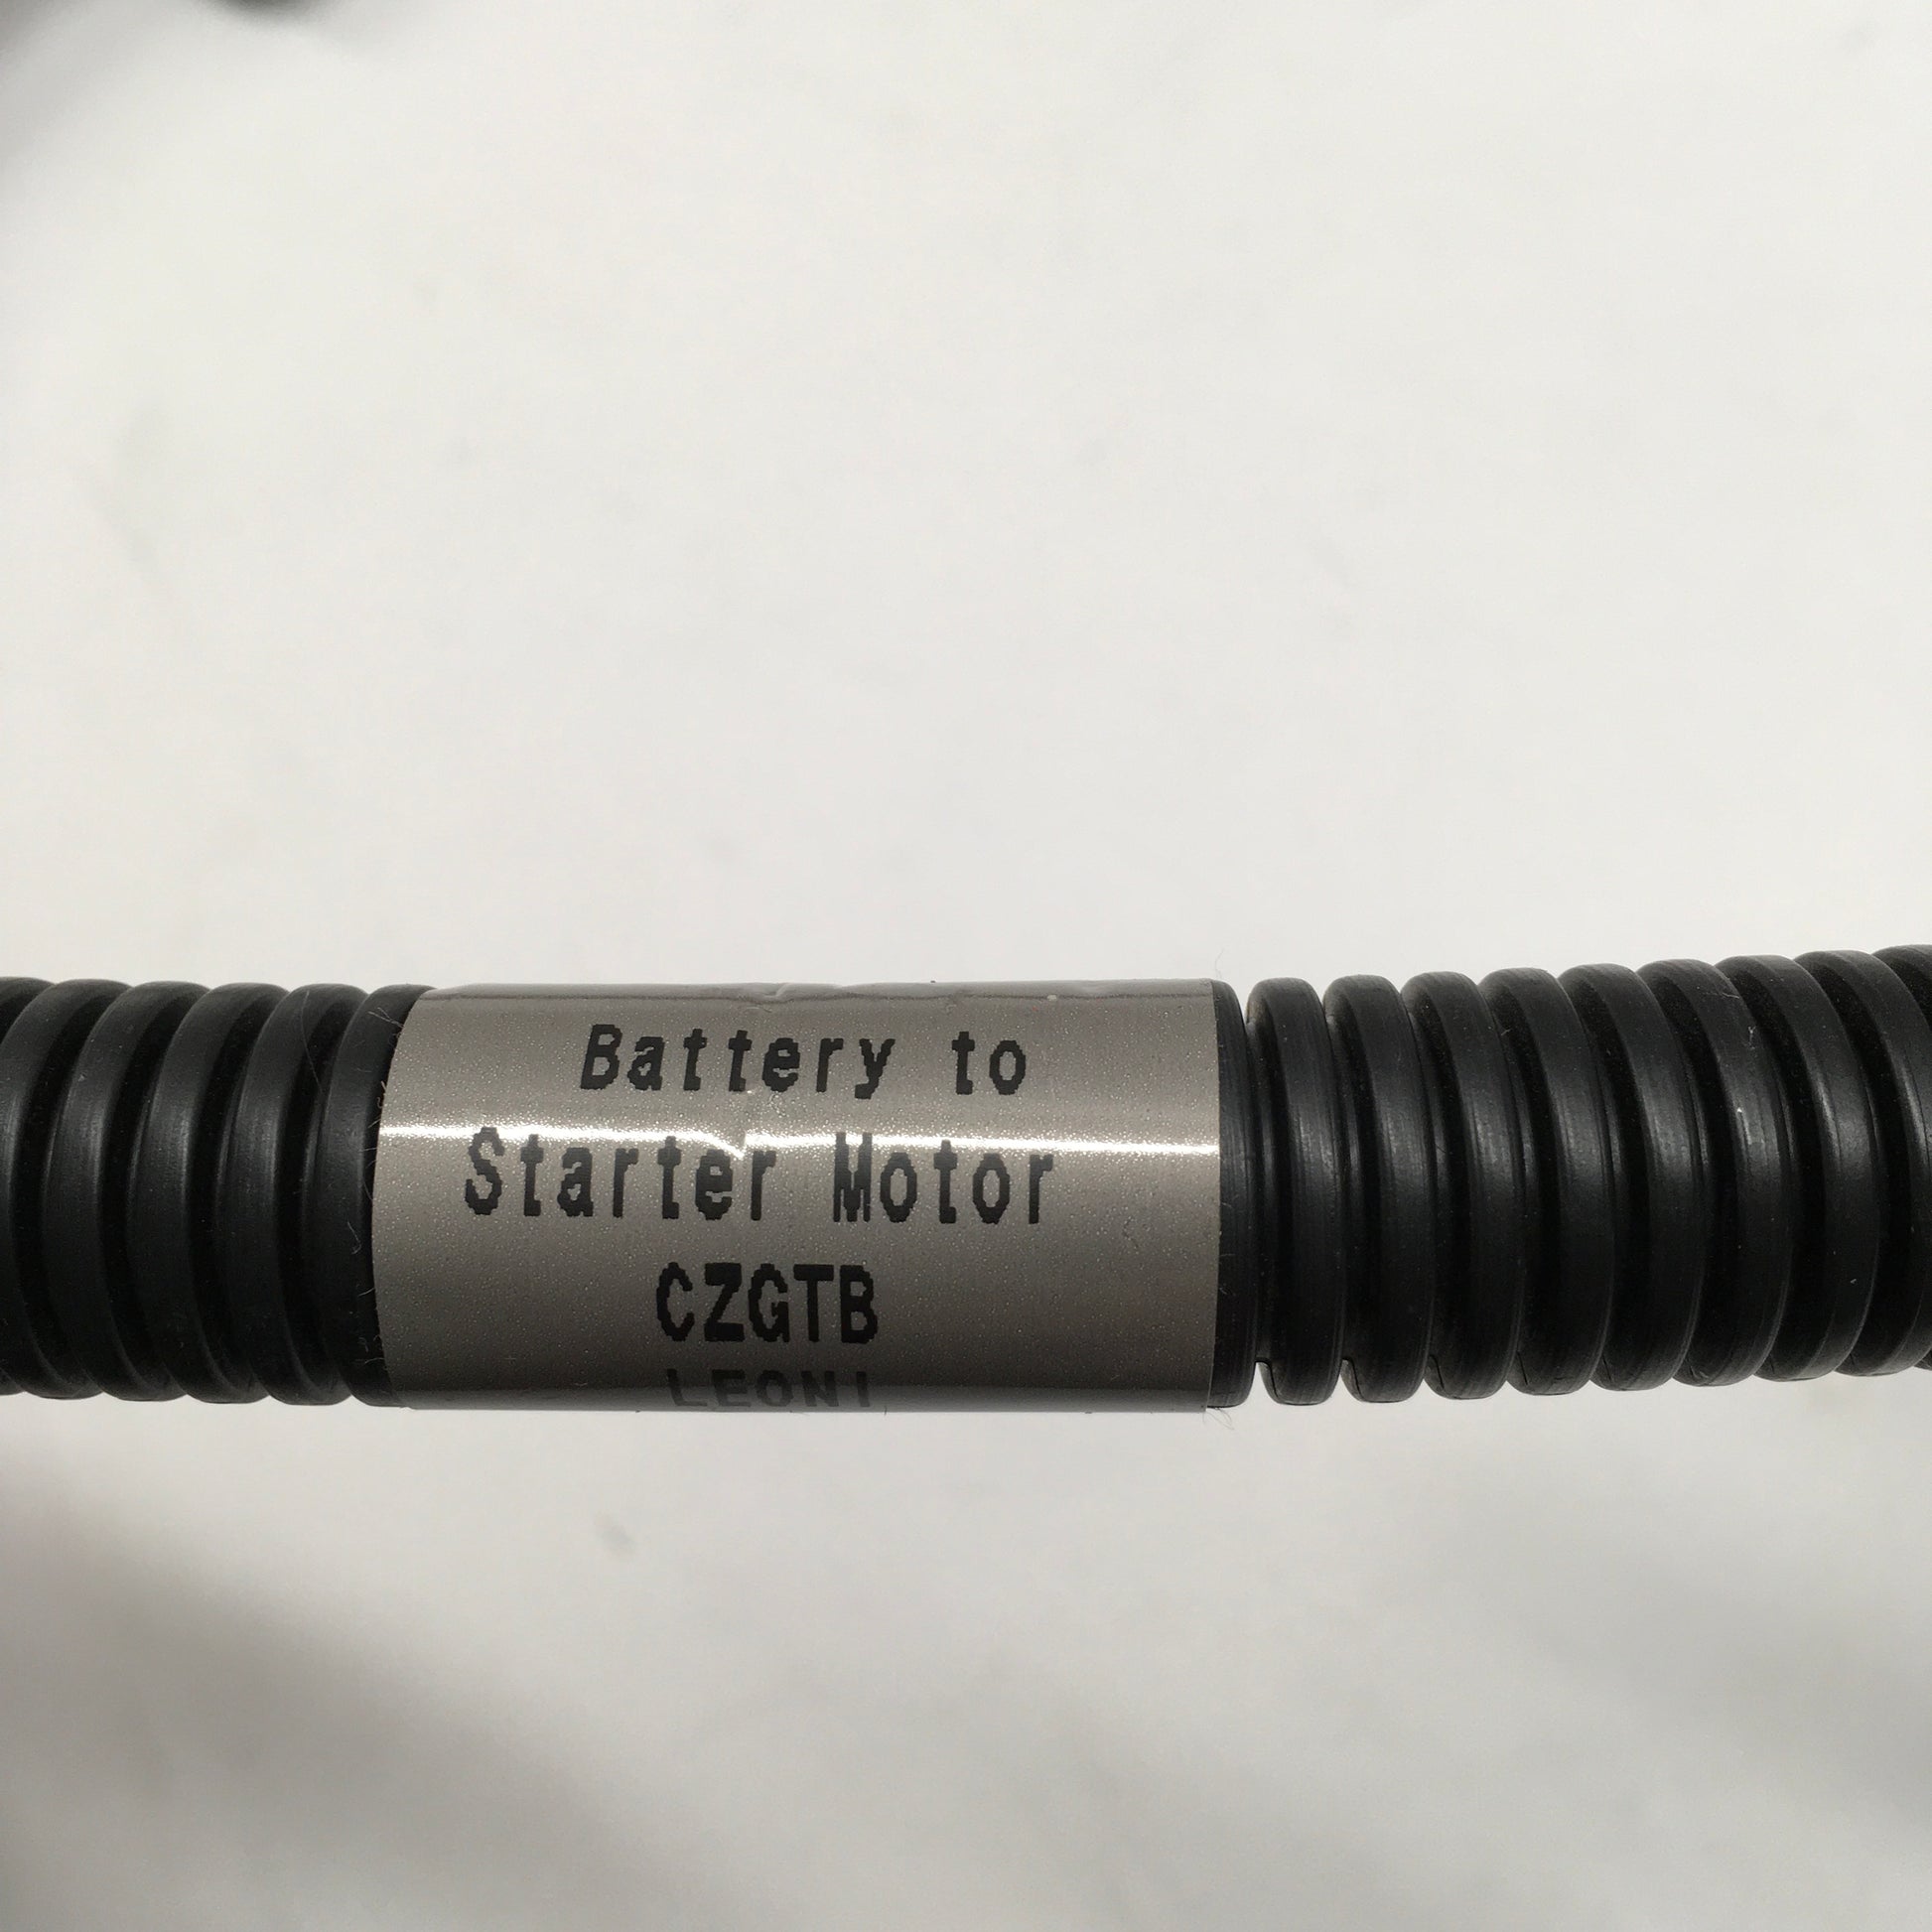 Battery to
Starter Motor
CZGTB
LEONI